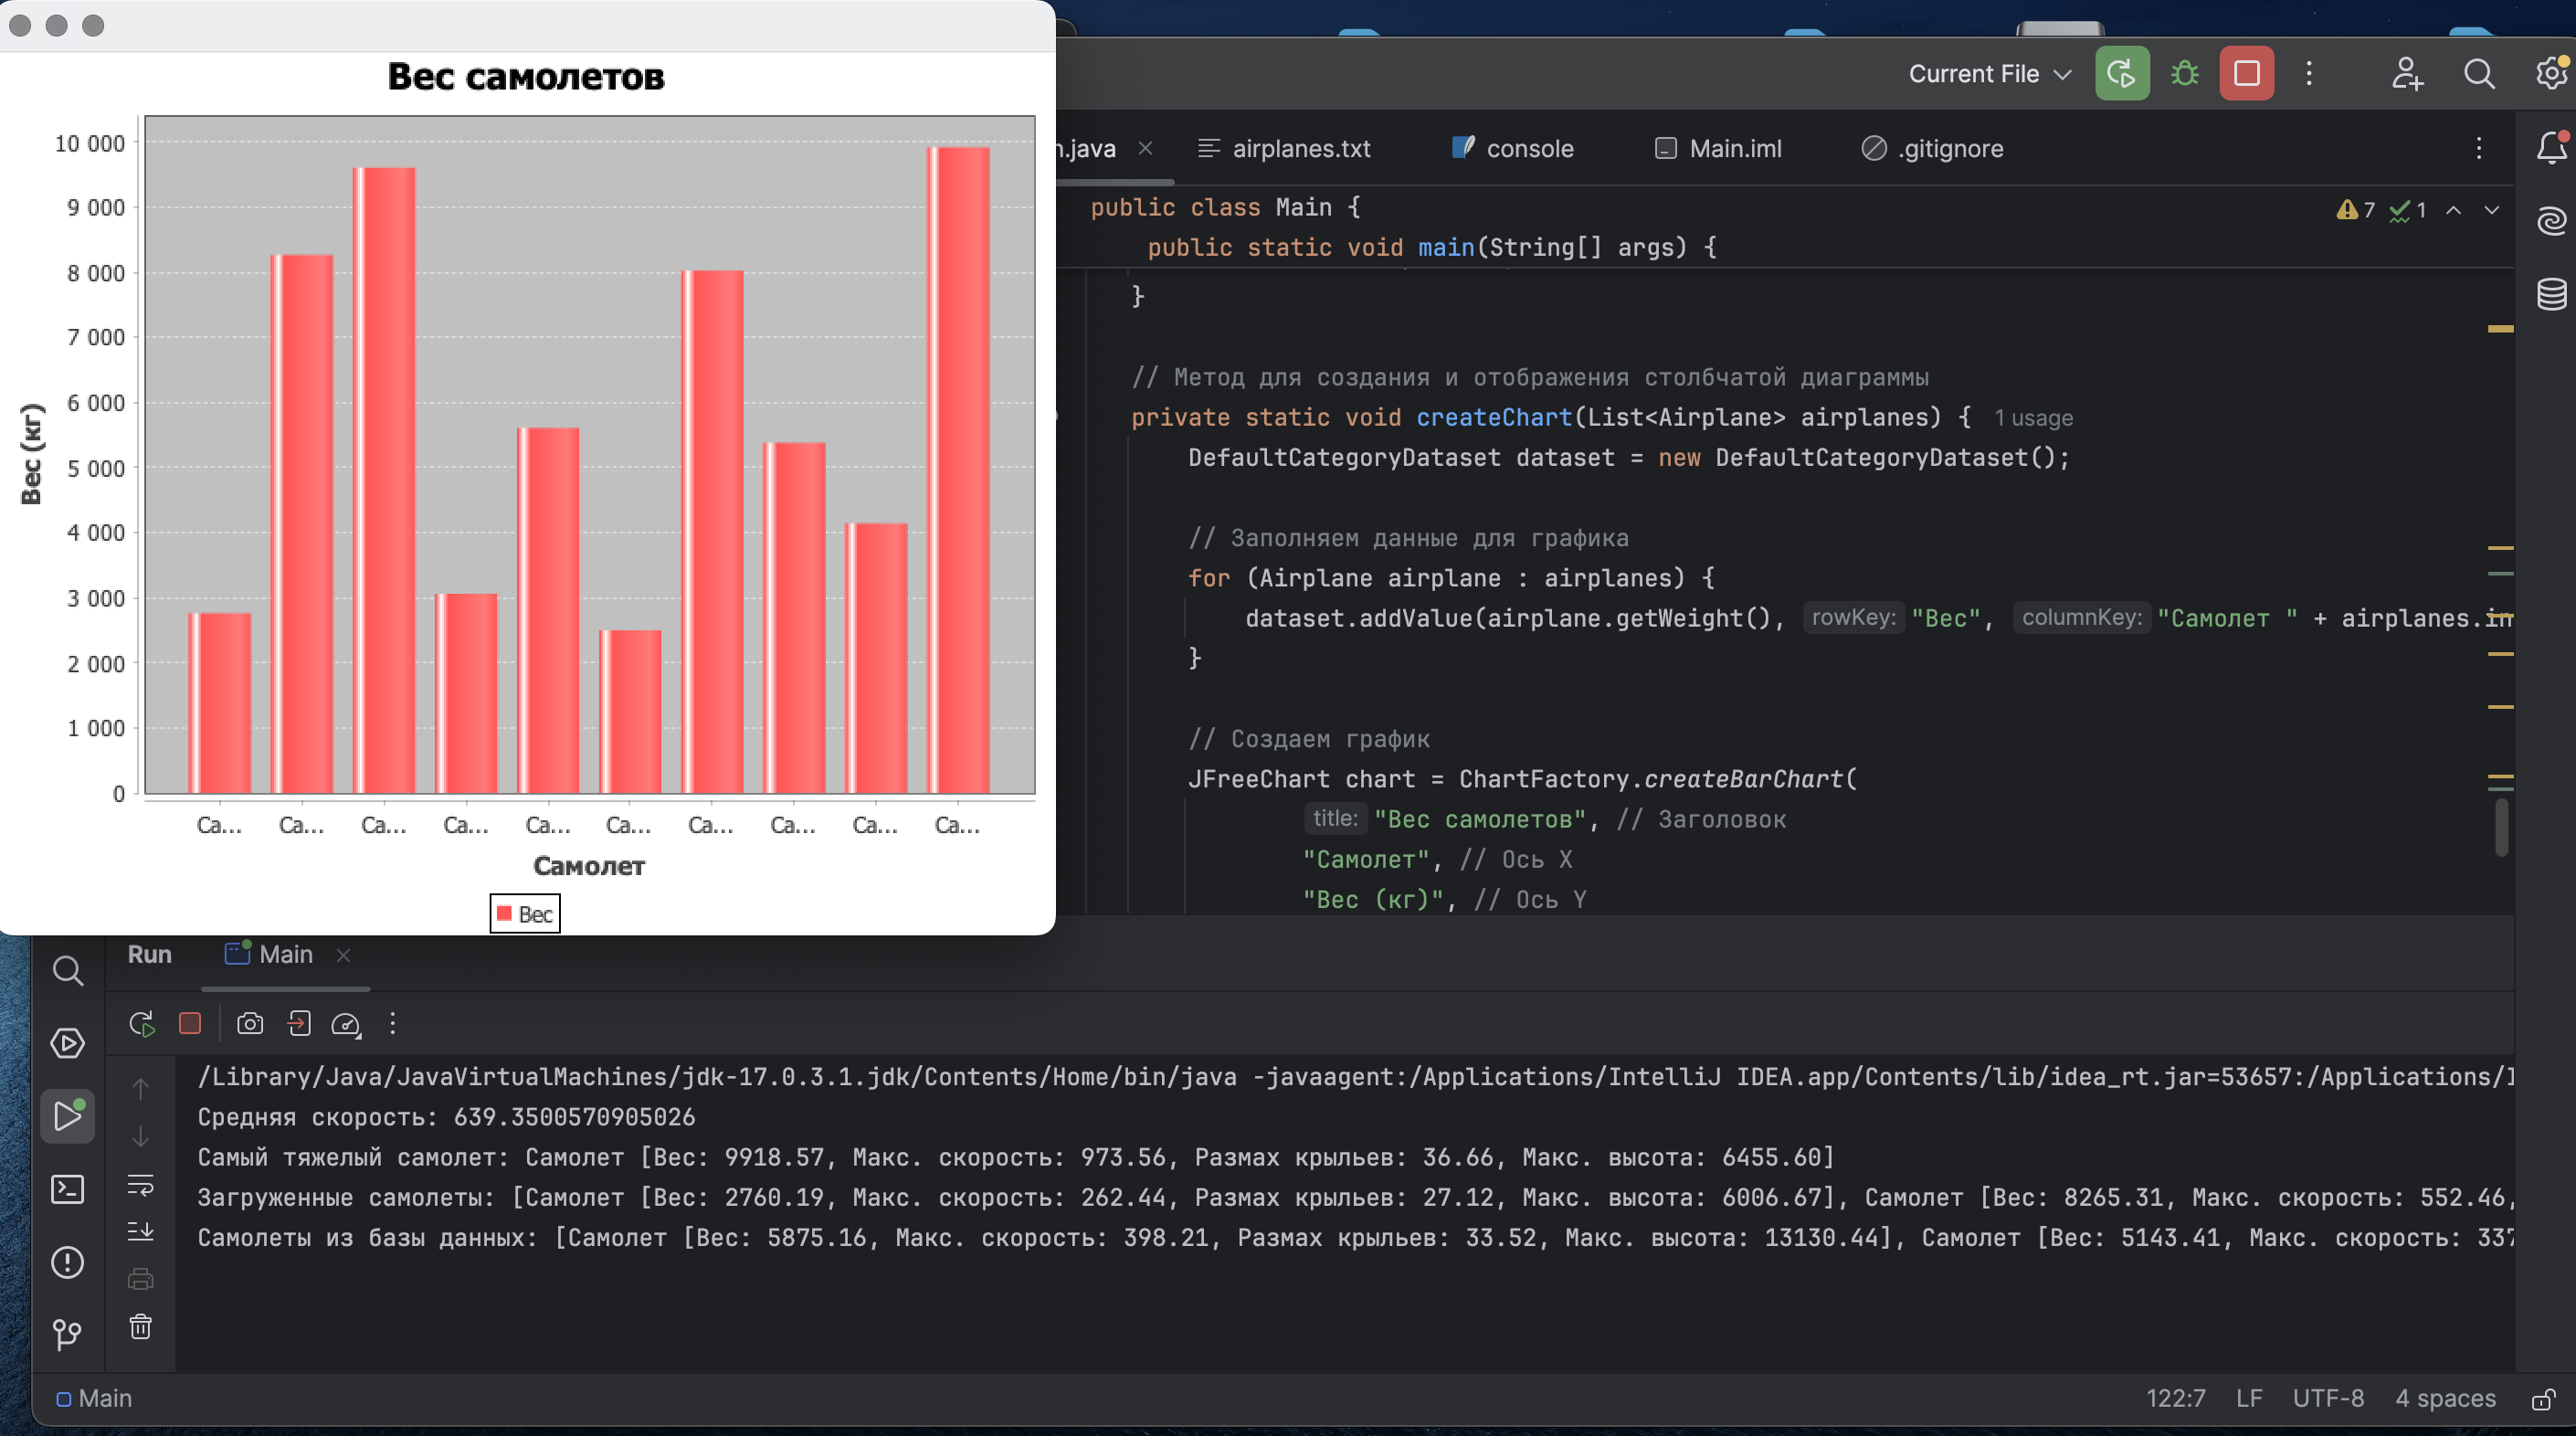 Вес самолетов
10 000
9 000
8 000
7 000
6 000
5 000
4 000
3 000
2 000
1 000
0
Вес (кг)
Са... Са... Са... Са... Са... Са... Са... Са... Са... Са...
Самолет
Вес
Current File
n.java airplanes.txt console Main.iml .gitignore
public class Main {
7 1
public static void main(String[] args) {
}
// Метод для создания и отображения столбчатой диаграммы
private static void createChart(List<Airplane> airplanes) { 1 usage
DefaultCategoryDataset dataset = new DefaultCategoryDataset();
// Заполняем данные для графика
for (Airplane airplane : airplanes) {
dataset.addValue(airplane.getWeight(), rowKey: "Вес", columnKey: "Самолет " + airplanes.in
}
// Создаем график
JFreeChart chart = ChartFactory.createBarChart(
title: "Вес самолетов", // Заголовок
"Самолет", // Ось X
"Вес (кг)", // Ось Y
Run Main
/Library/Java/JavaVirtualMachines/jdk-17.0.3.1.jdk/Contents/Home/bin/java -javaagent:/Applications/IntelliJ IDEA.app/Contents/lib/idea_rt.jar=53657:/Applications/I
Средняя скорость: 639.3500570905026
Самый тяжелый самолет: Самолет [Вес: 9918.57, Макс. скорость: 973.56, Размах крыльев: 36.66, Макс. высота: 6455.60]
Загруженные самолеты: [Самолет [Вес: 2760.19, Макс. скорость: 262.44, Размах крыльев: 27.12, Макс. высота: 6006.67], Самолет [Вес: 8265.31, Макс. скорость: 552.46,
Самолеты из базы данных: [Самолет [Вес: 5875.16, Макс. скорость: 398.21, Размах крыльев: 33.52, Макс. высота: 13130.44], Самолет [Вес: 5143.41, Макс. скорость: 337
Main
122:7 LF UTF-8 4 spaces